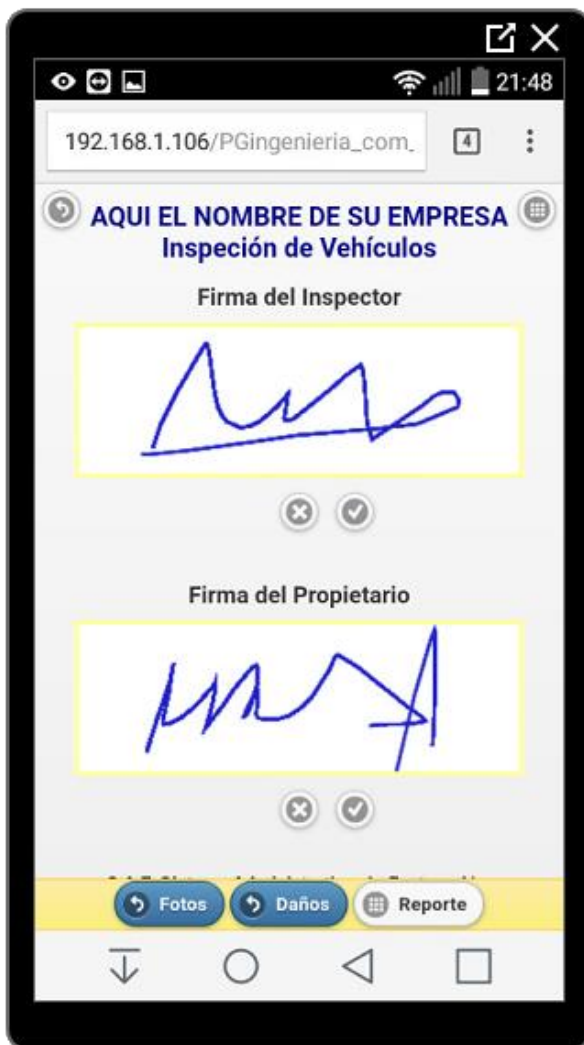 21:48
192.168.1.106/PGingenieria_com_
4
AQUI EL NOMBRE DE SU EMPRESA
Inspeción de Vehículos
Firma del Inspector
Firma del Propietario
Fotos
Daños
Reporte